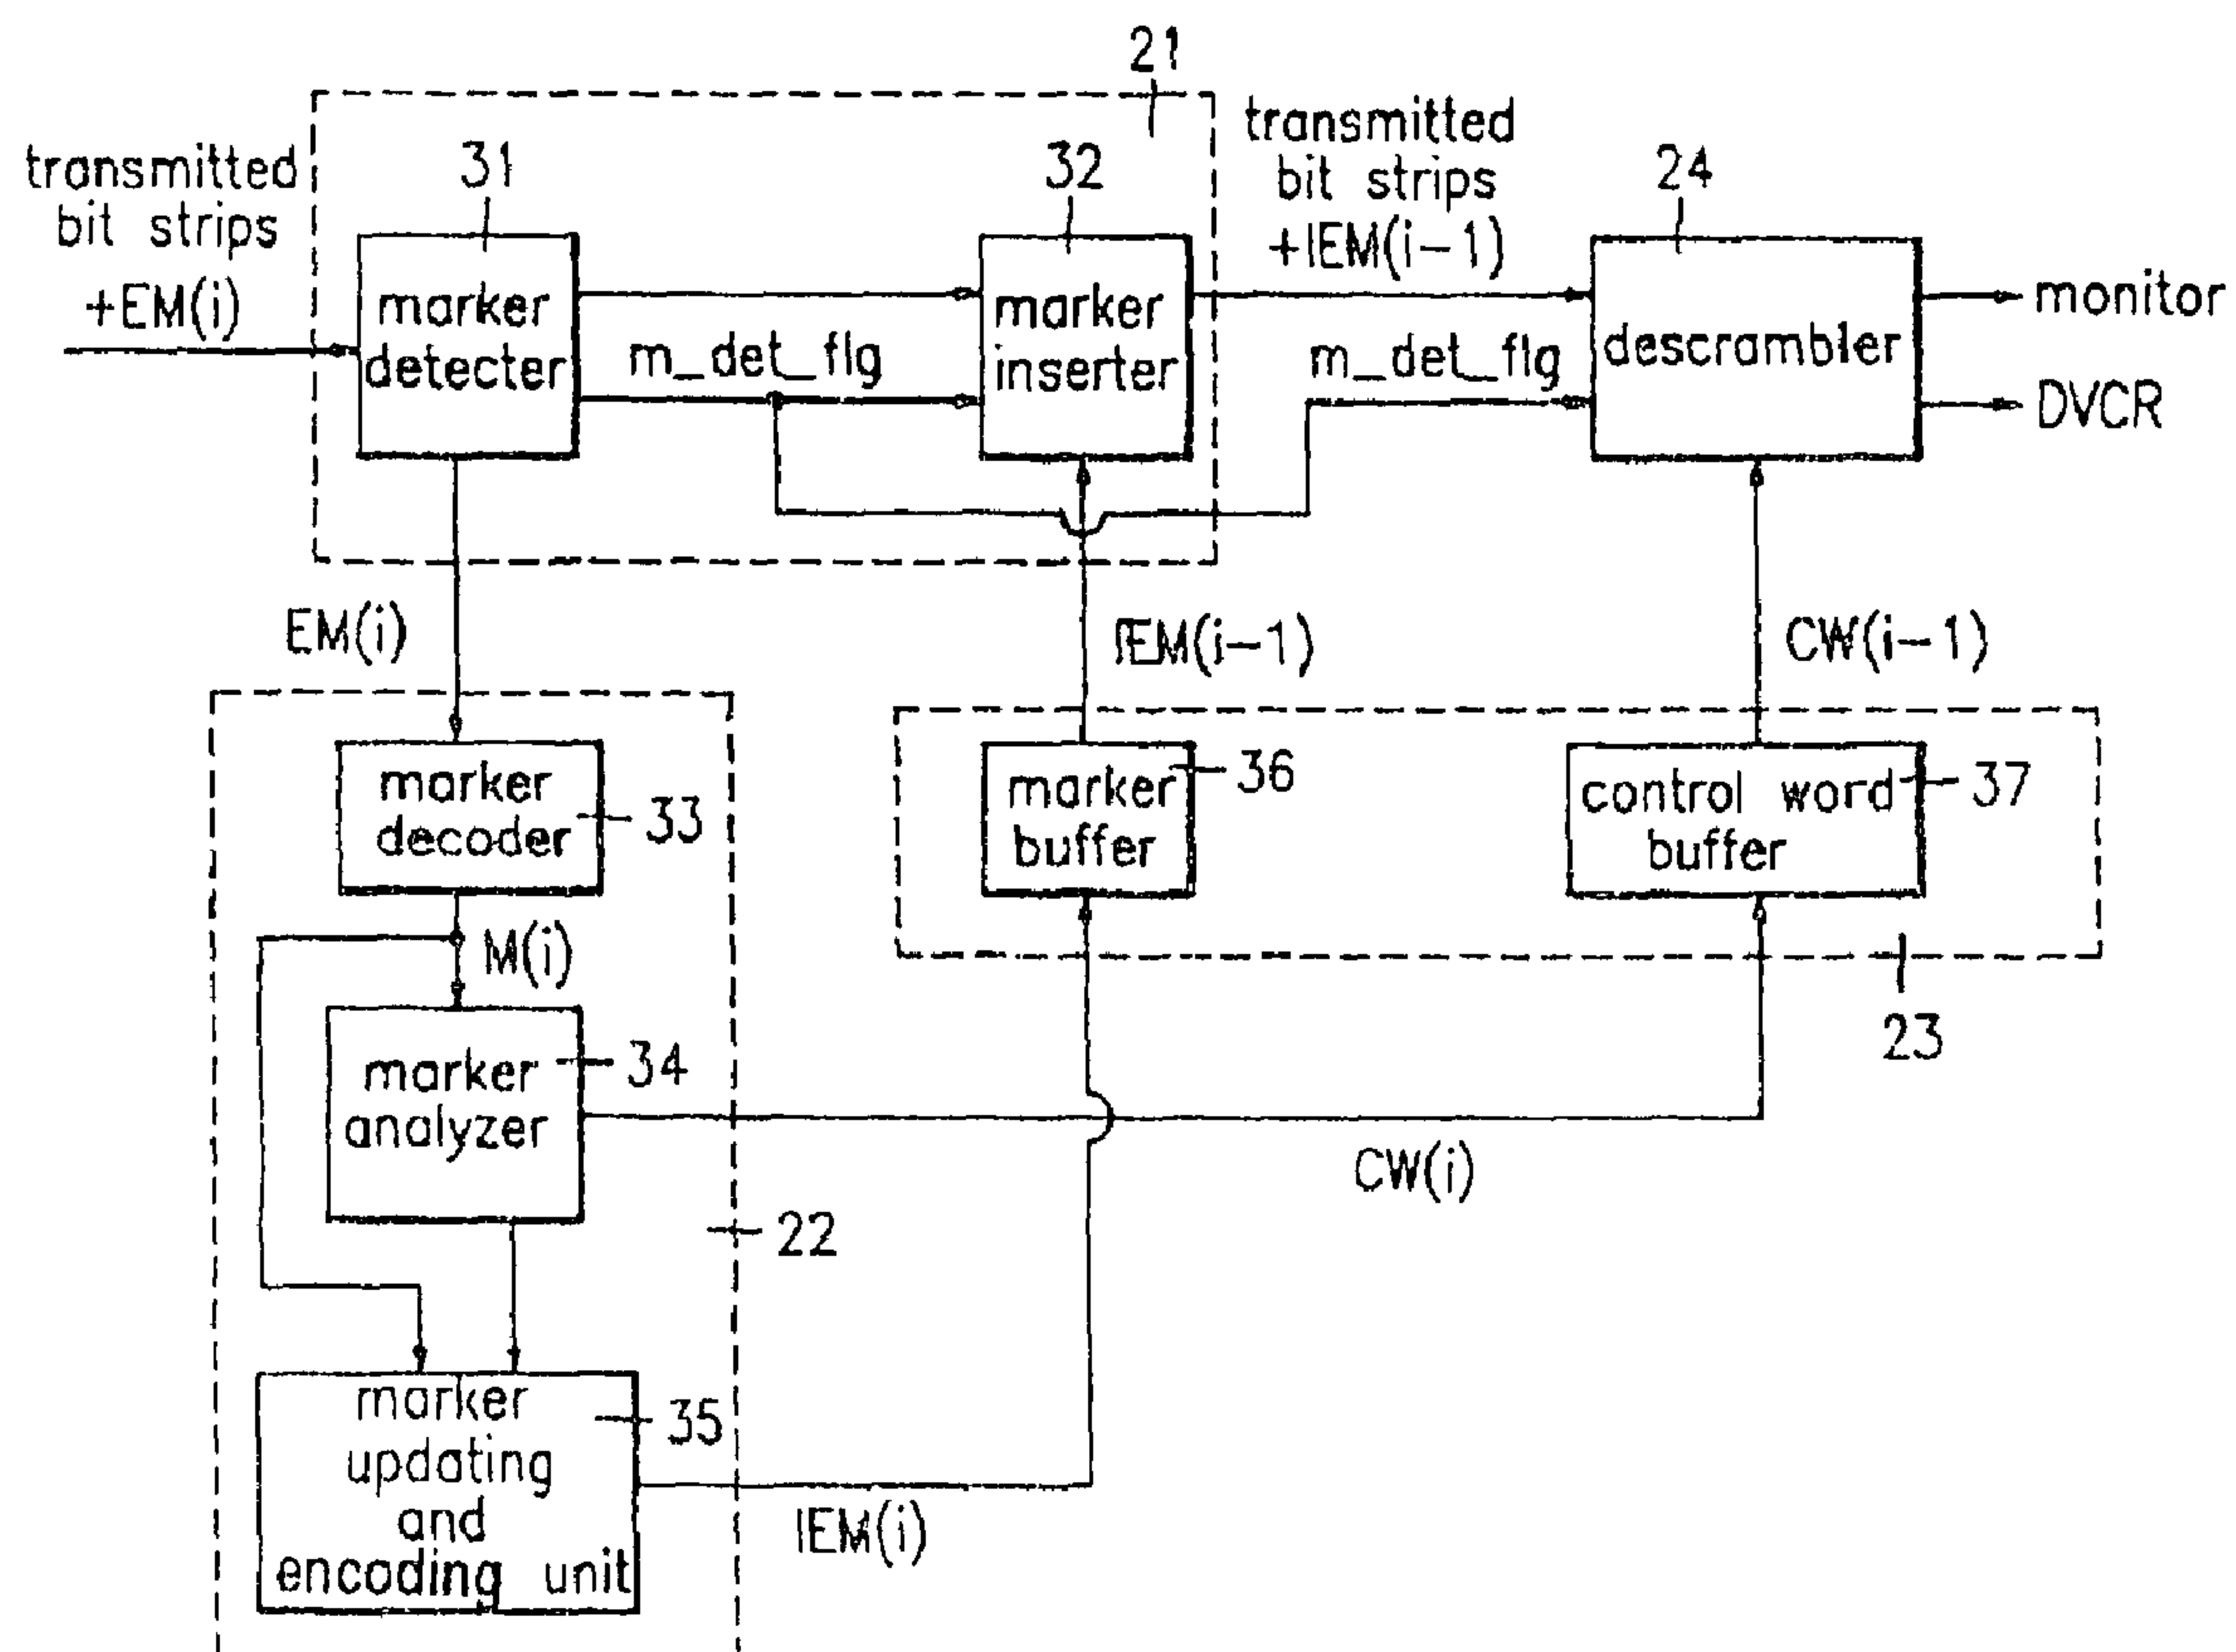 21
transmitted
bit strips
+EM(i)
31
32
transmitted
bit strips
+IEM(i-1)
24
marker
detecter
m_det_flg
marker
inserter
m_det_flg
descrambler
monitor
DVCR
EM(i)
IEM(i-1)
CW(i-1)
marker
decoder
33
marker
buffer
36
control word
buffer
37
M(i)
23
marker
analyzer
34
CW(i)
22
marker
updating
and
encoding unit
35
IEM(i)